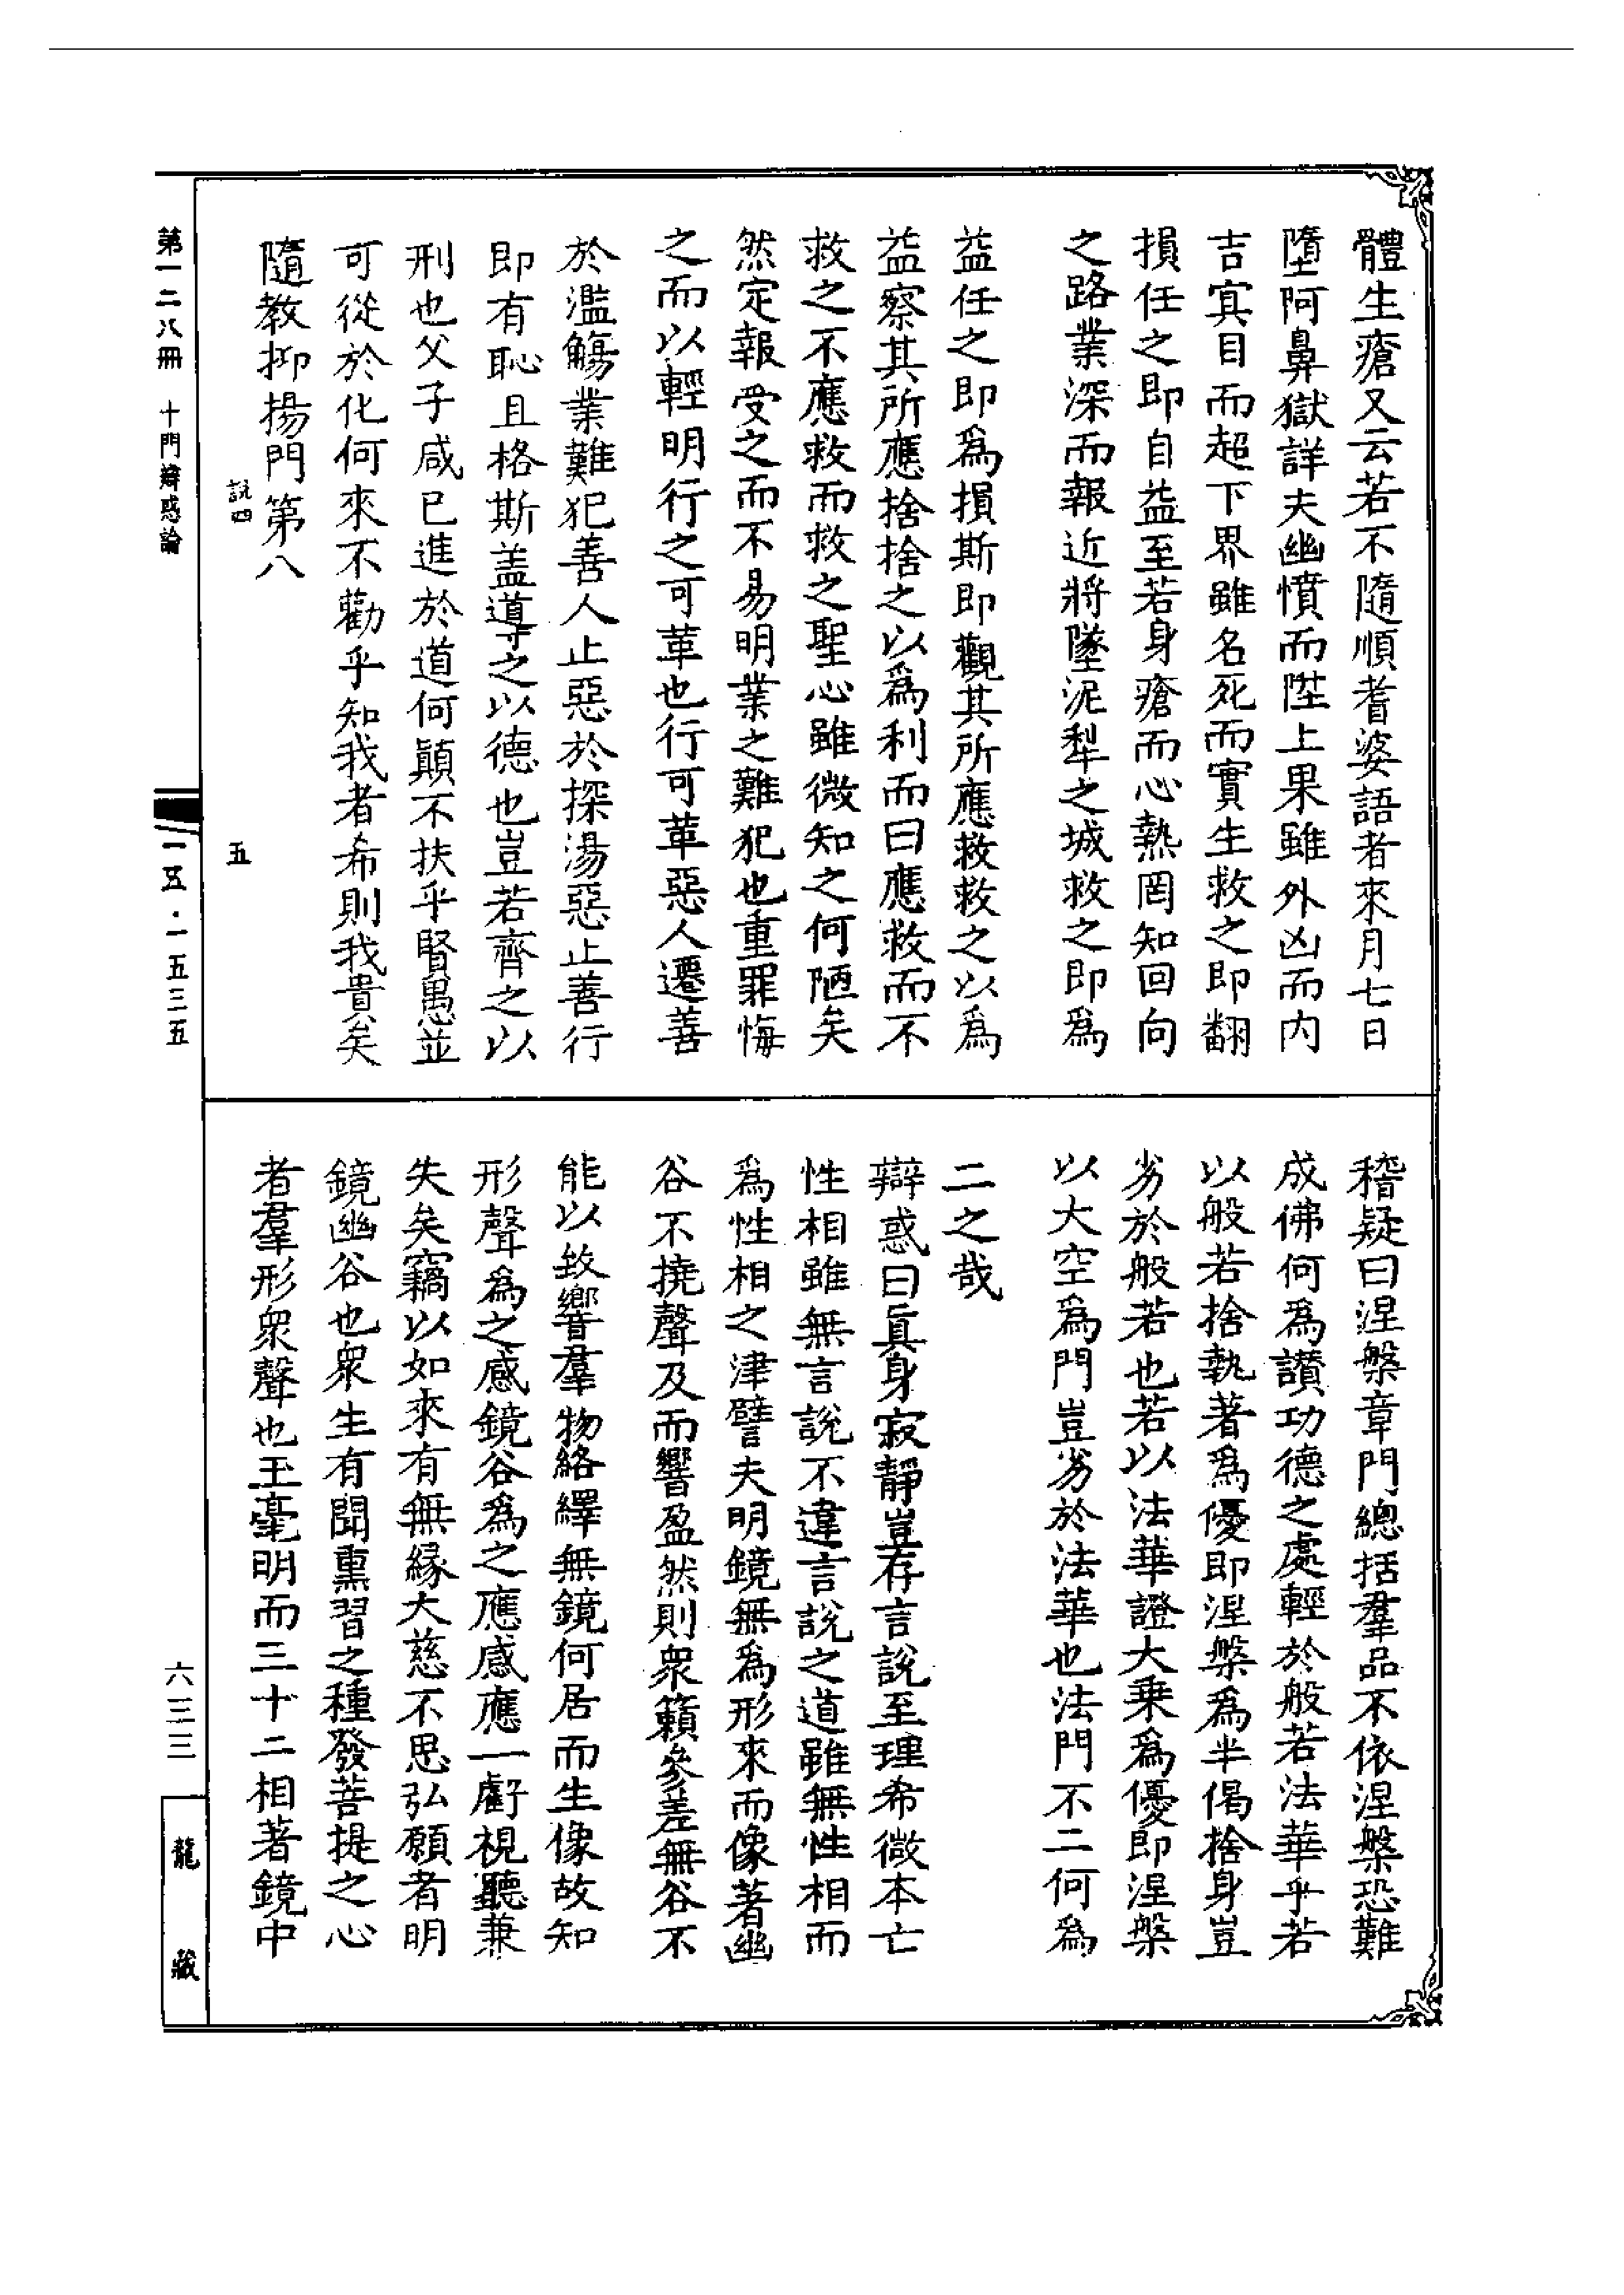 體生瘡又云若不隨順耆婆語者來月七日
墮阿鼻獄詳夫幽憤而陞上果雖外凶而内
吉寘目而超下界雖名死而實生救之即翻
損任之即自益至若身瘡而心熱罔知回向
之路業深而報近將墜泥犁之城救之即爲
益任之即爲損斯即觀其所應救救之以爲
益察其所應捨捨之以爲利而曰應救而不
救之不應救而救之聖心雖微知之何陋矣
然定報受之而不易明業之難犯也重罪悔
之而以輕明行之可革也行可革惡人遷善
於濫觴業難犯善人止惡於探湯惡止善行
即有恥且格斯盖導之以德也豈若齊之以
刑也父子咸已進於道何顛不扶乎賢愚並
可從於化何來不勸乎知我者希則我貴矣
隨教抑揚門第八
說四 五
稽疑曰涅槃章門總括羣品不依涅槃恐難
成佛何爲讃功德之處輕於般若法華乎若
以般若捨執著爲優即涅槃爲半偈捨身豈
劣於般若也若以法華證大乗爲優即涅槃
以大空爲門豈劣於法華也法門不二何爲
二之哉
辯惑曰眞身寂靜豈存言說至理希微本亡
性相雖無言說不違言說之道雖無性相而
爲性相之津譬夫明鏡無爲形來而像著幽
谷不撓聲及而響盈然則衆籟參差無谷不
能以致響羣物絡繹無鏡何居而生像故知
形聲爲之感鏡谷爲之應感應一虧視聽兼
失矣竊以如來有無緣大慈不思弘願者明
鏡幽谷也衆生有聞熏習之種發菩提之心
者羣形衆聲也玉毫明而三十二相著鏡中
第一二八冊 十門辯惑論
一五·一五三五
六三三
龍藏